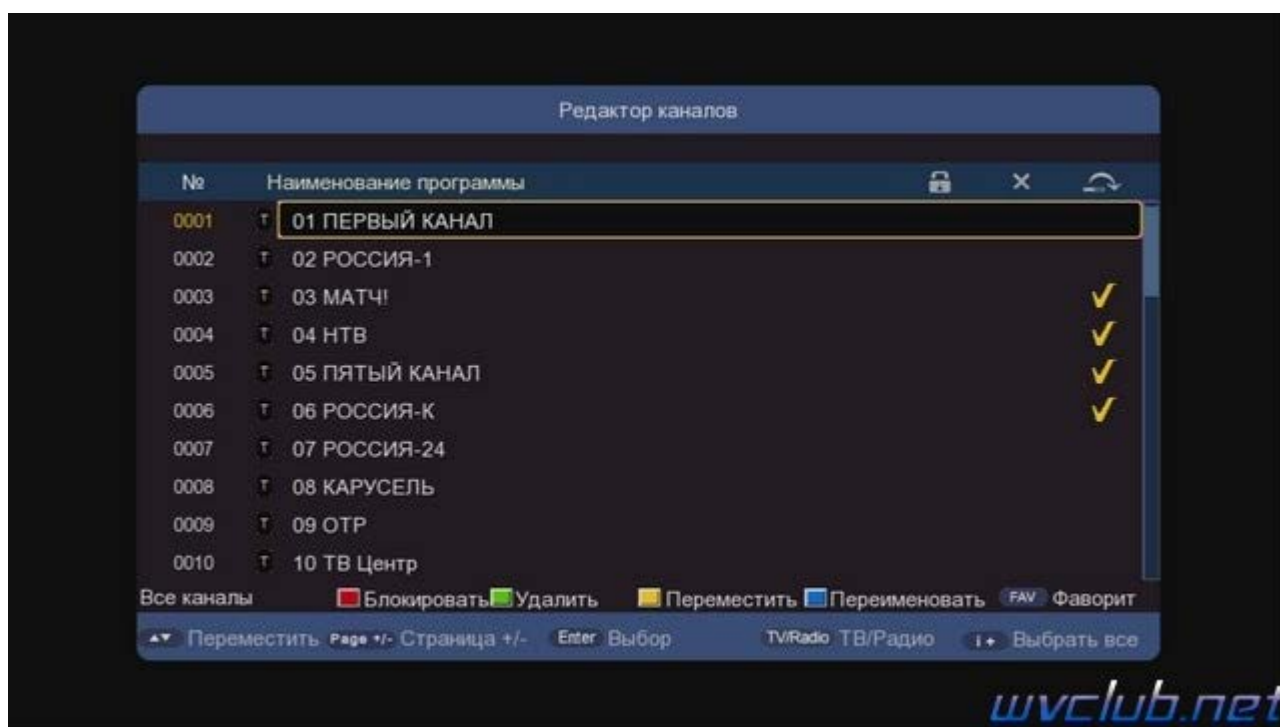 Редактор каналов
№ Наименование программы
0001 T 01 ПЕРВЫЙ КАНАЛ
0002 T 02 РОССИЯ-1
0003 T 03 МАТЧ!
0004 T 04 НТВ
0005 T 05 ПЯТЫЙ КАНАЛ
0006 T 06 РОССИЯ-К
0007 T 07 РОССИЯ-24
0008 T 08 КАРУСЕЛЬ
0009 T 09 ОТР
0010 T 10 ТВ Центр
Все каналы Блокировать Удалить Переместить Переименовать FAV Фаворит
Переместить Page +/- Страница +/- Enter Выбор TV/Radio ТВ/Радио i+ Выбрать все
wvclub.net